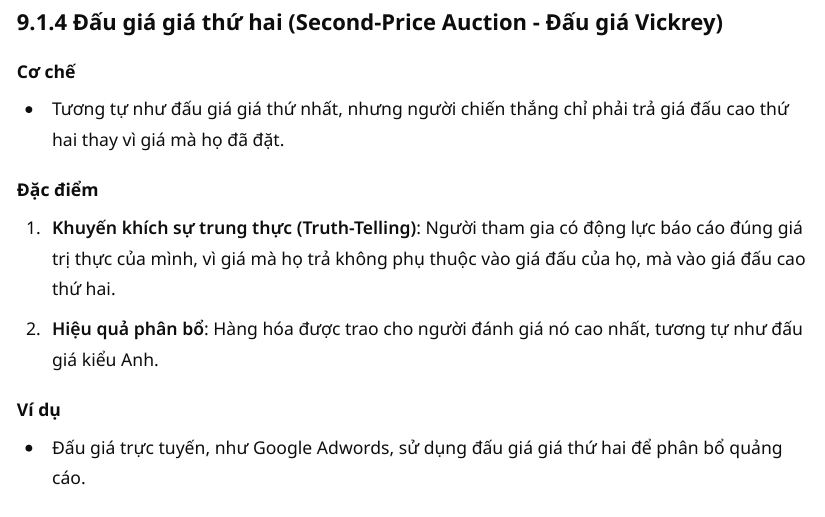 9.1.4 Đấu giá giá thứ hai (Second-Price Auction - Đấu giá Vickrey)
Cơ chế
• Tương tự như đấu giá giá thứ nhất, nhưng người chiến thắng chỉ phải trả giá đấu cao thứ
hai thay vì giá mà họ đã đặt.
Đặc điểm
1. Khuyến khích sự trung thực (Truth-Telling): Người tham gia có động lực báo cáo đúng giá
trị thực của mình, vì giá mà họ trả không phụ thuộc vào giá đấu của họ, mà vào giá đấu cao
thứ hai.
2. Hiệu quả phân bổ: Hàng hóa được trao cho người đánh giá nó cao nhất, tương tự như đấu
giá kiểu Anh.
Ví dụ
• Đấu giá trực tuyến, như Google Adwords, sử dụng đấu giá giá thứ hai để phân bổ quảng
cáo.